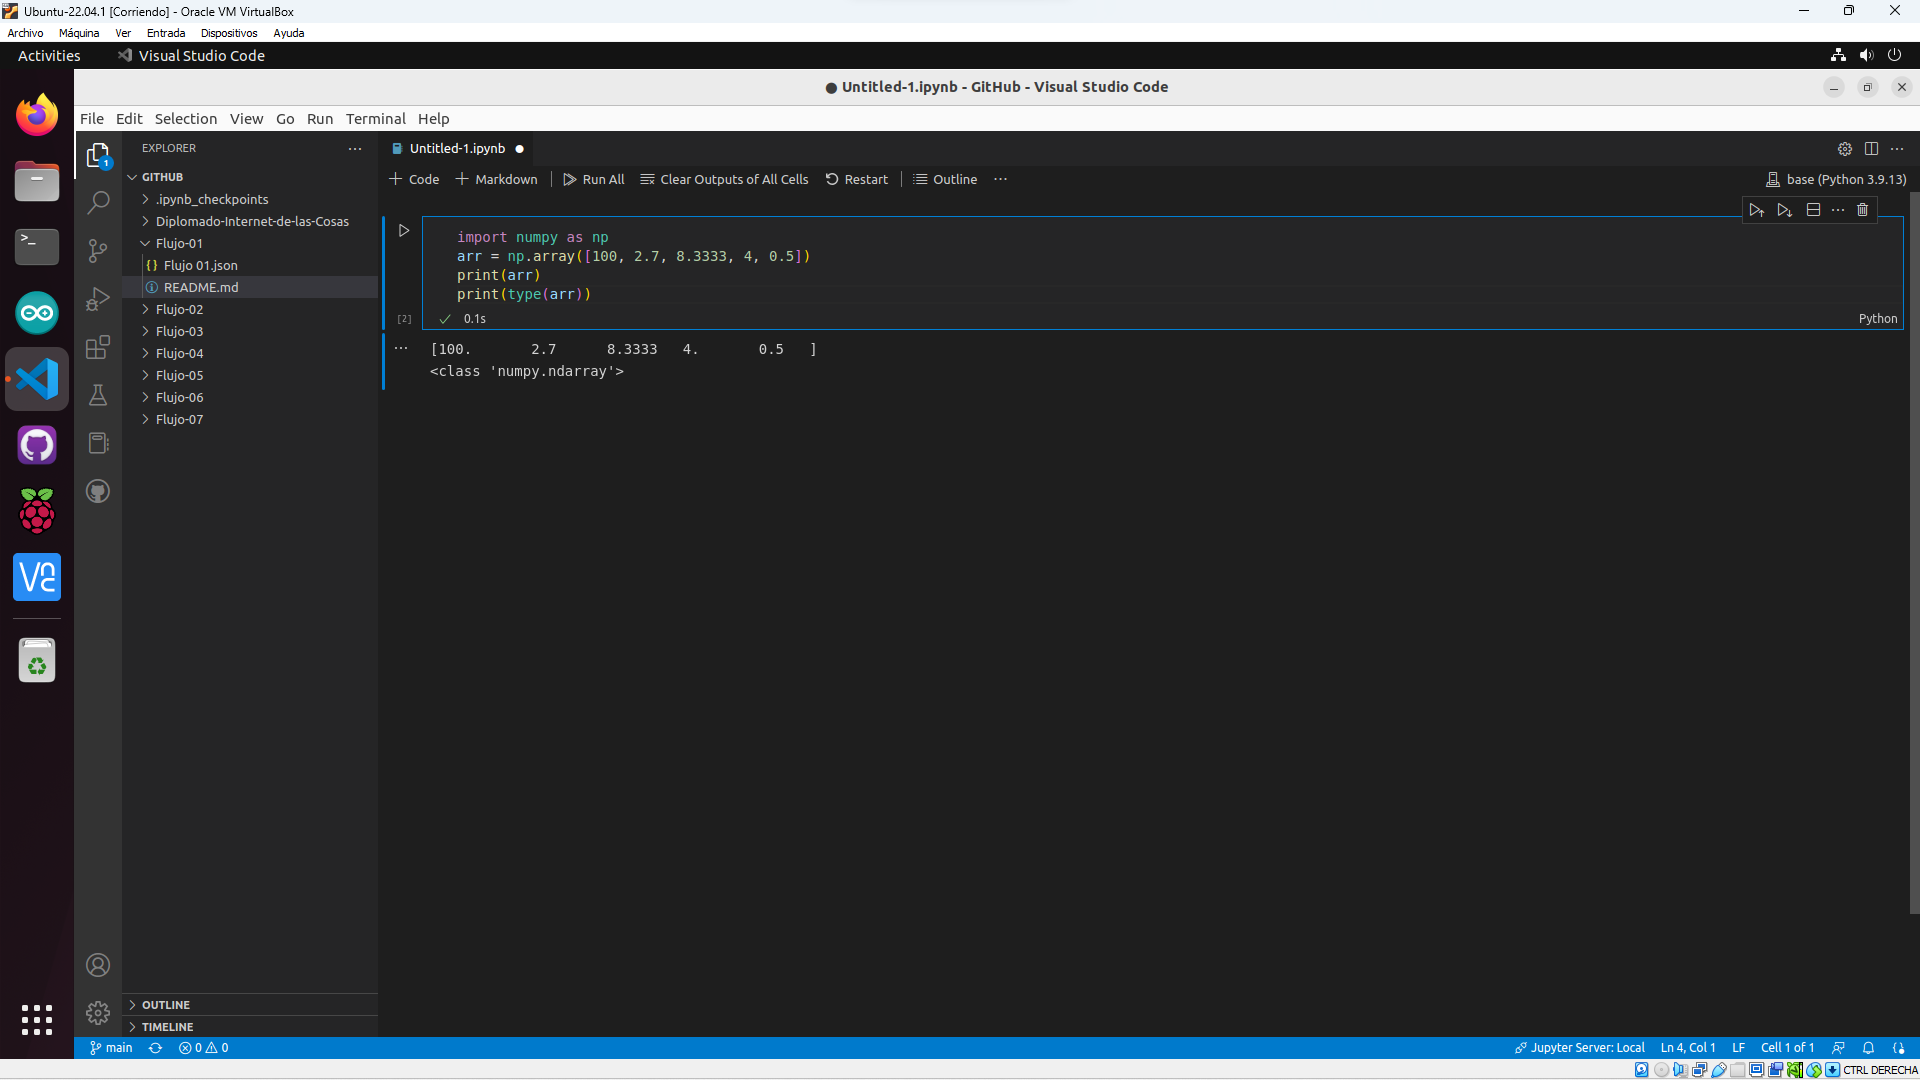 Ubuntu-22.04.1 [Corriendo] - Oracle VM VirtualBox
Archivo Máquina Ver Entrada Dispositivos Ayuda
Activities Visual Studio Code
● Untitled-1.ipynb - GitHub - Visual Studio Code
File Edit Selection View Go Run Terminal Help
EXPLORER
GITHUB
.ipynb_checkpoints
Diplomado-Internet-de-las-Cosas
Flujo-01
{} Flujo 01.json
README.md
Flujo-02
Flujo-03
Flujo-04
Flujo-05
Flujo-06
Flujo-07
OUTLINE
TIMELINE
1
Untitled-1.ipynb
Code Markdown Run All Clear Outputs of All Cells Restart Outline ... base (Python 3.9.13)
import numpy as np
arr = np.array([100, 2.7, 8.3333, 4, 0.5])
print(arr)
print(type(arr))
[2] 0.1s Python
[100. 2.7 8.3333 4. 0.5 ]
<class 'numpy.ndarray'>
main 0 0 Jupyter Server: Local Ln 4, Col 1 LF Cell 1 of 1
CTRL DERECHA